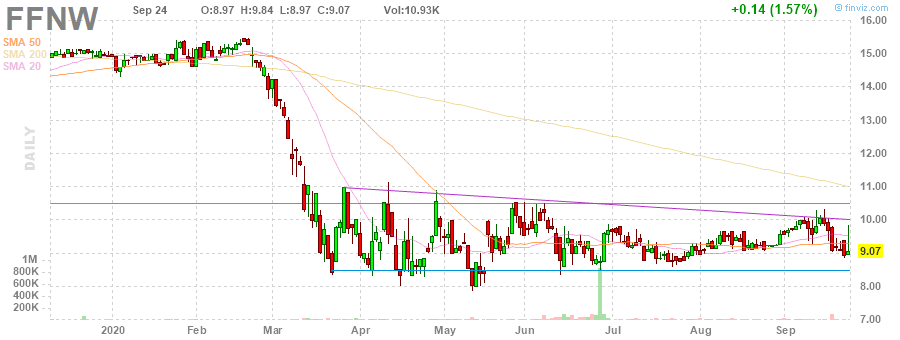 FFNW Sep 24 O:8.97 H:9.84 L:8.97 C:9.07 Vol:10.93K +0.14 (1.57%) © finviz.com
SMA 50
SMA 200
SMA 20
DAILY
16.00
15.00
14.00
13.00
12.00
11.00
10.00
9.07
8.00
7.00
1M
800K
600K
400K
200K
2020 Feb Mar Apr May Jun Jul Aug Sep